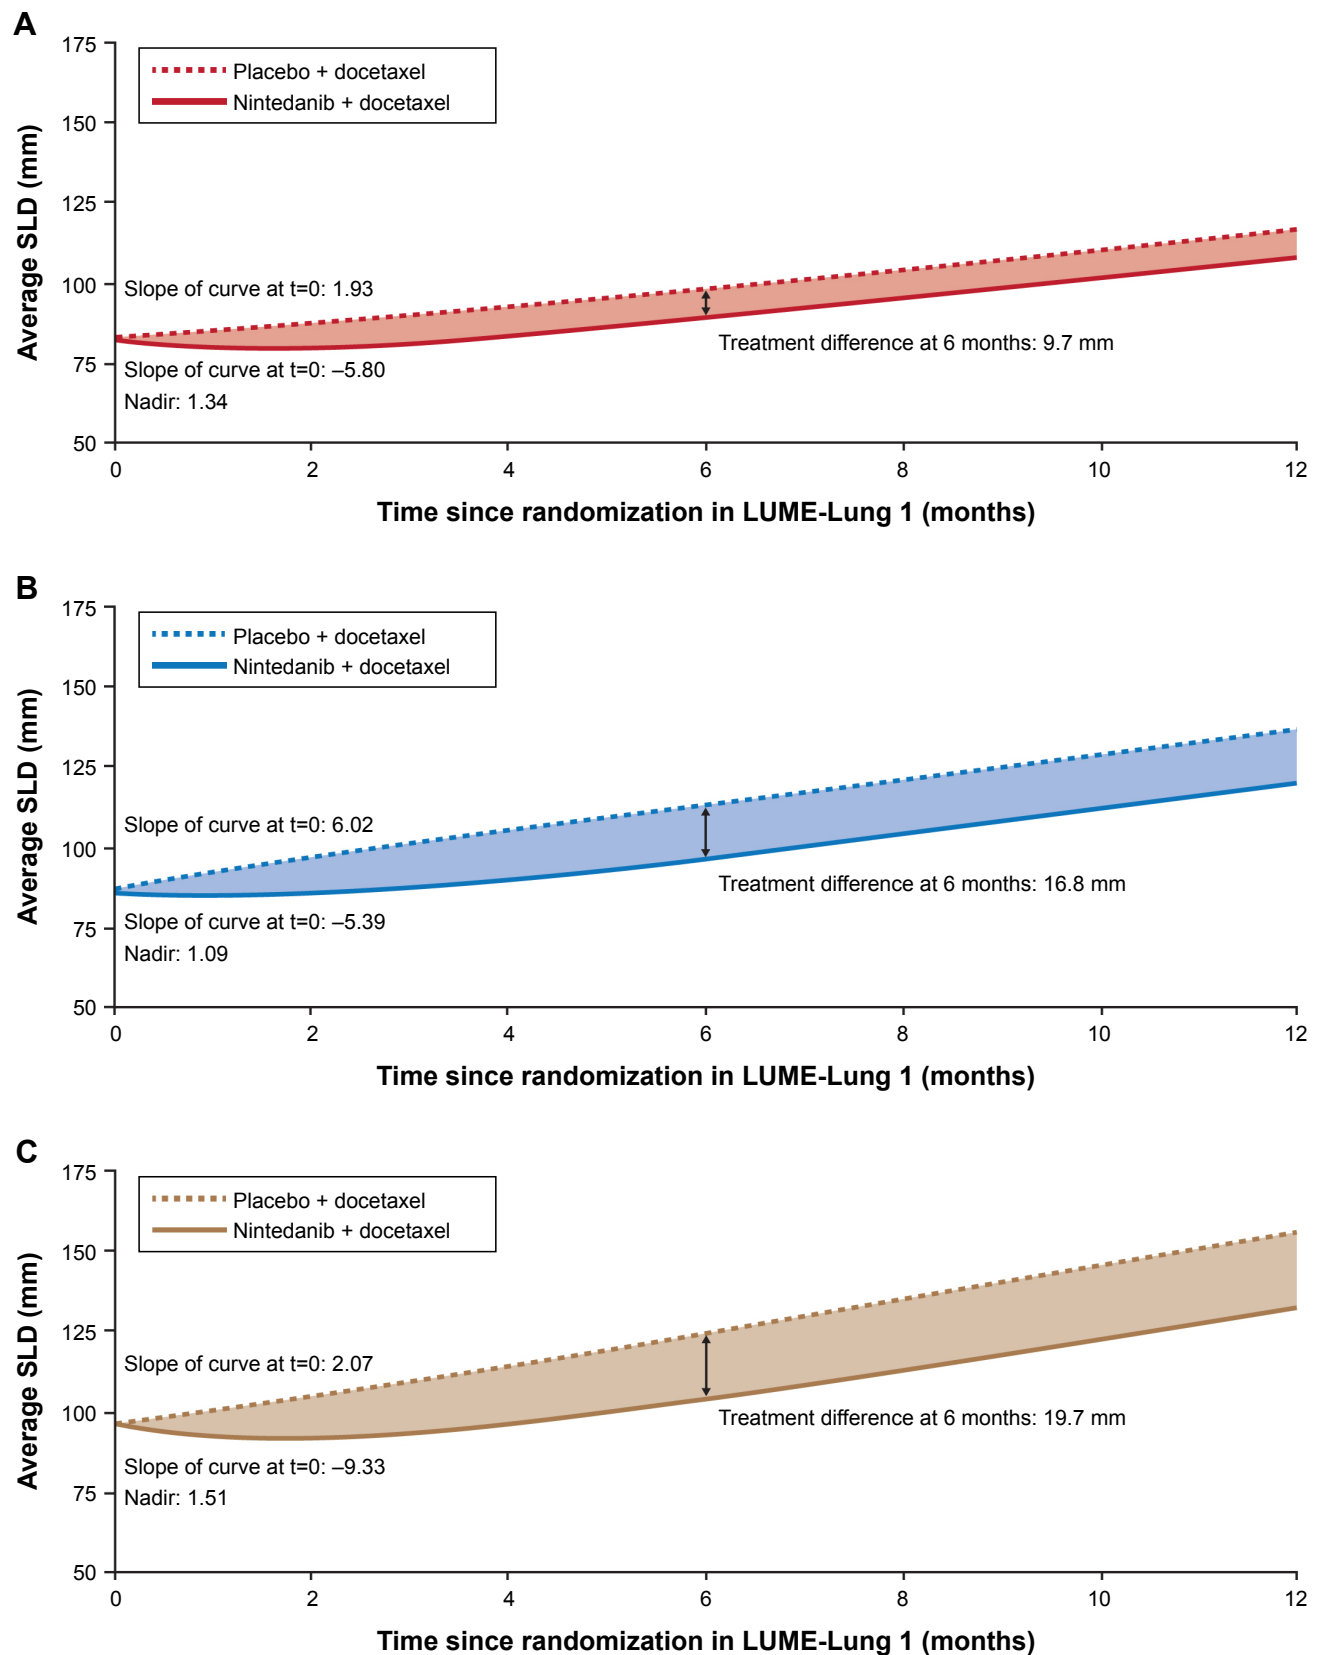 A
175
150
125
100
75
50
Average SLD (mm)
Placebo + docetaxel
Nintedanib + docetaxel
Slope of curve at t=0: 1.93
Treatment difference at 6 months: 9.7 mm
Slope of curve at t=0: –5.80
Nadir: 1.34
0 2 4 6 8 10 12
Time since randomization in LUME-Lung 1 (months)
B
175
150
125
100
75
50
Average SLD (mm)
Placebo + docetaxel
Nintedanib + docetaxel
Slope of curve at t=0: 6.02
Treatment difference at 6 months: 16.8 mm
Slope of curve at t=0: –5.39
Nadir: 1.09
0 2 4 6 8 10 12
Time since randomization in LUME-Lung 1 (months)
C
175
150
125
100
75
50
Average SLD (mm)
Placebo + docetaxel
Nintedanib + docetaxel
Slope of curve at t=0: 2.07
Treatment difference at 6 months: 19.7 mm
Slope of curve at t=0: –9.33
Nadir: 1.51
0 2 4 6 8 10 12
Time since randomization in LUME-Lung 1 (months)